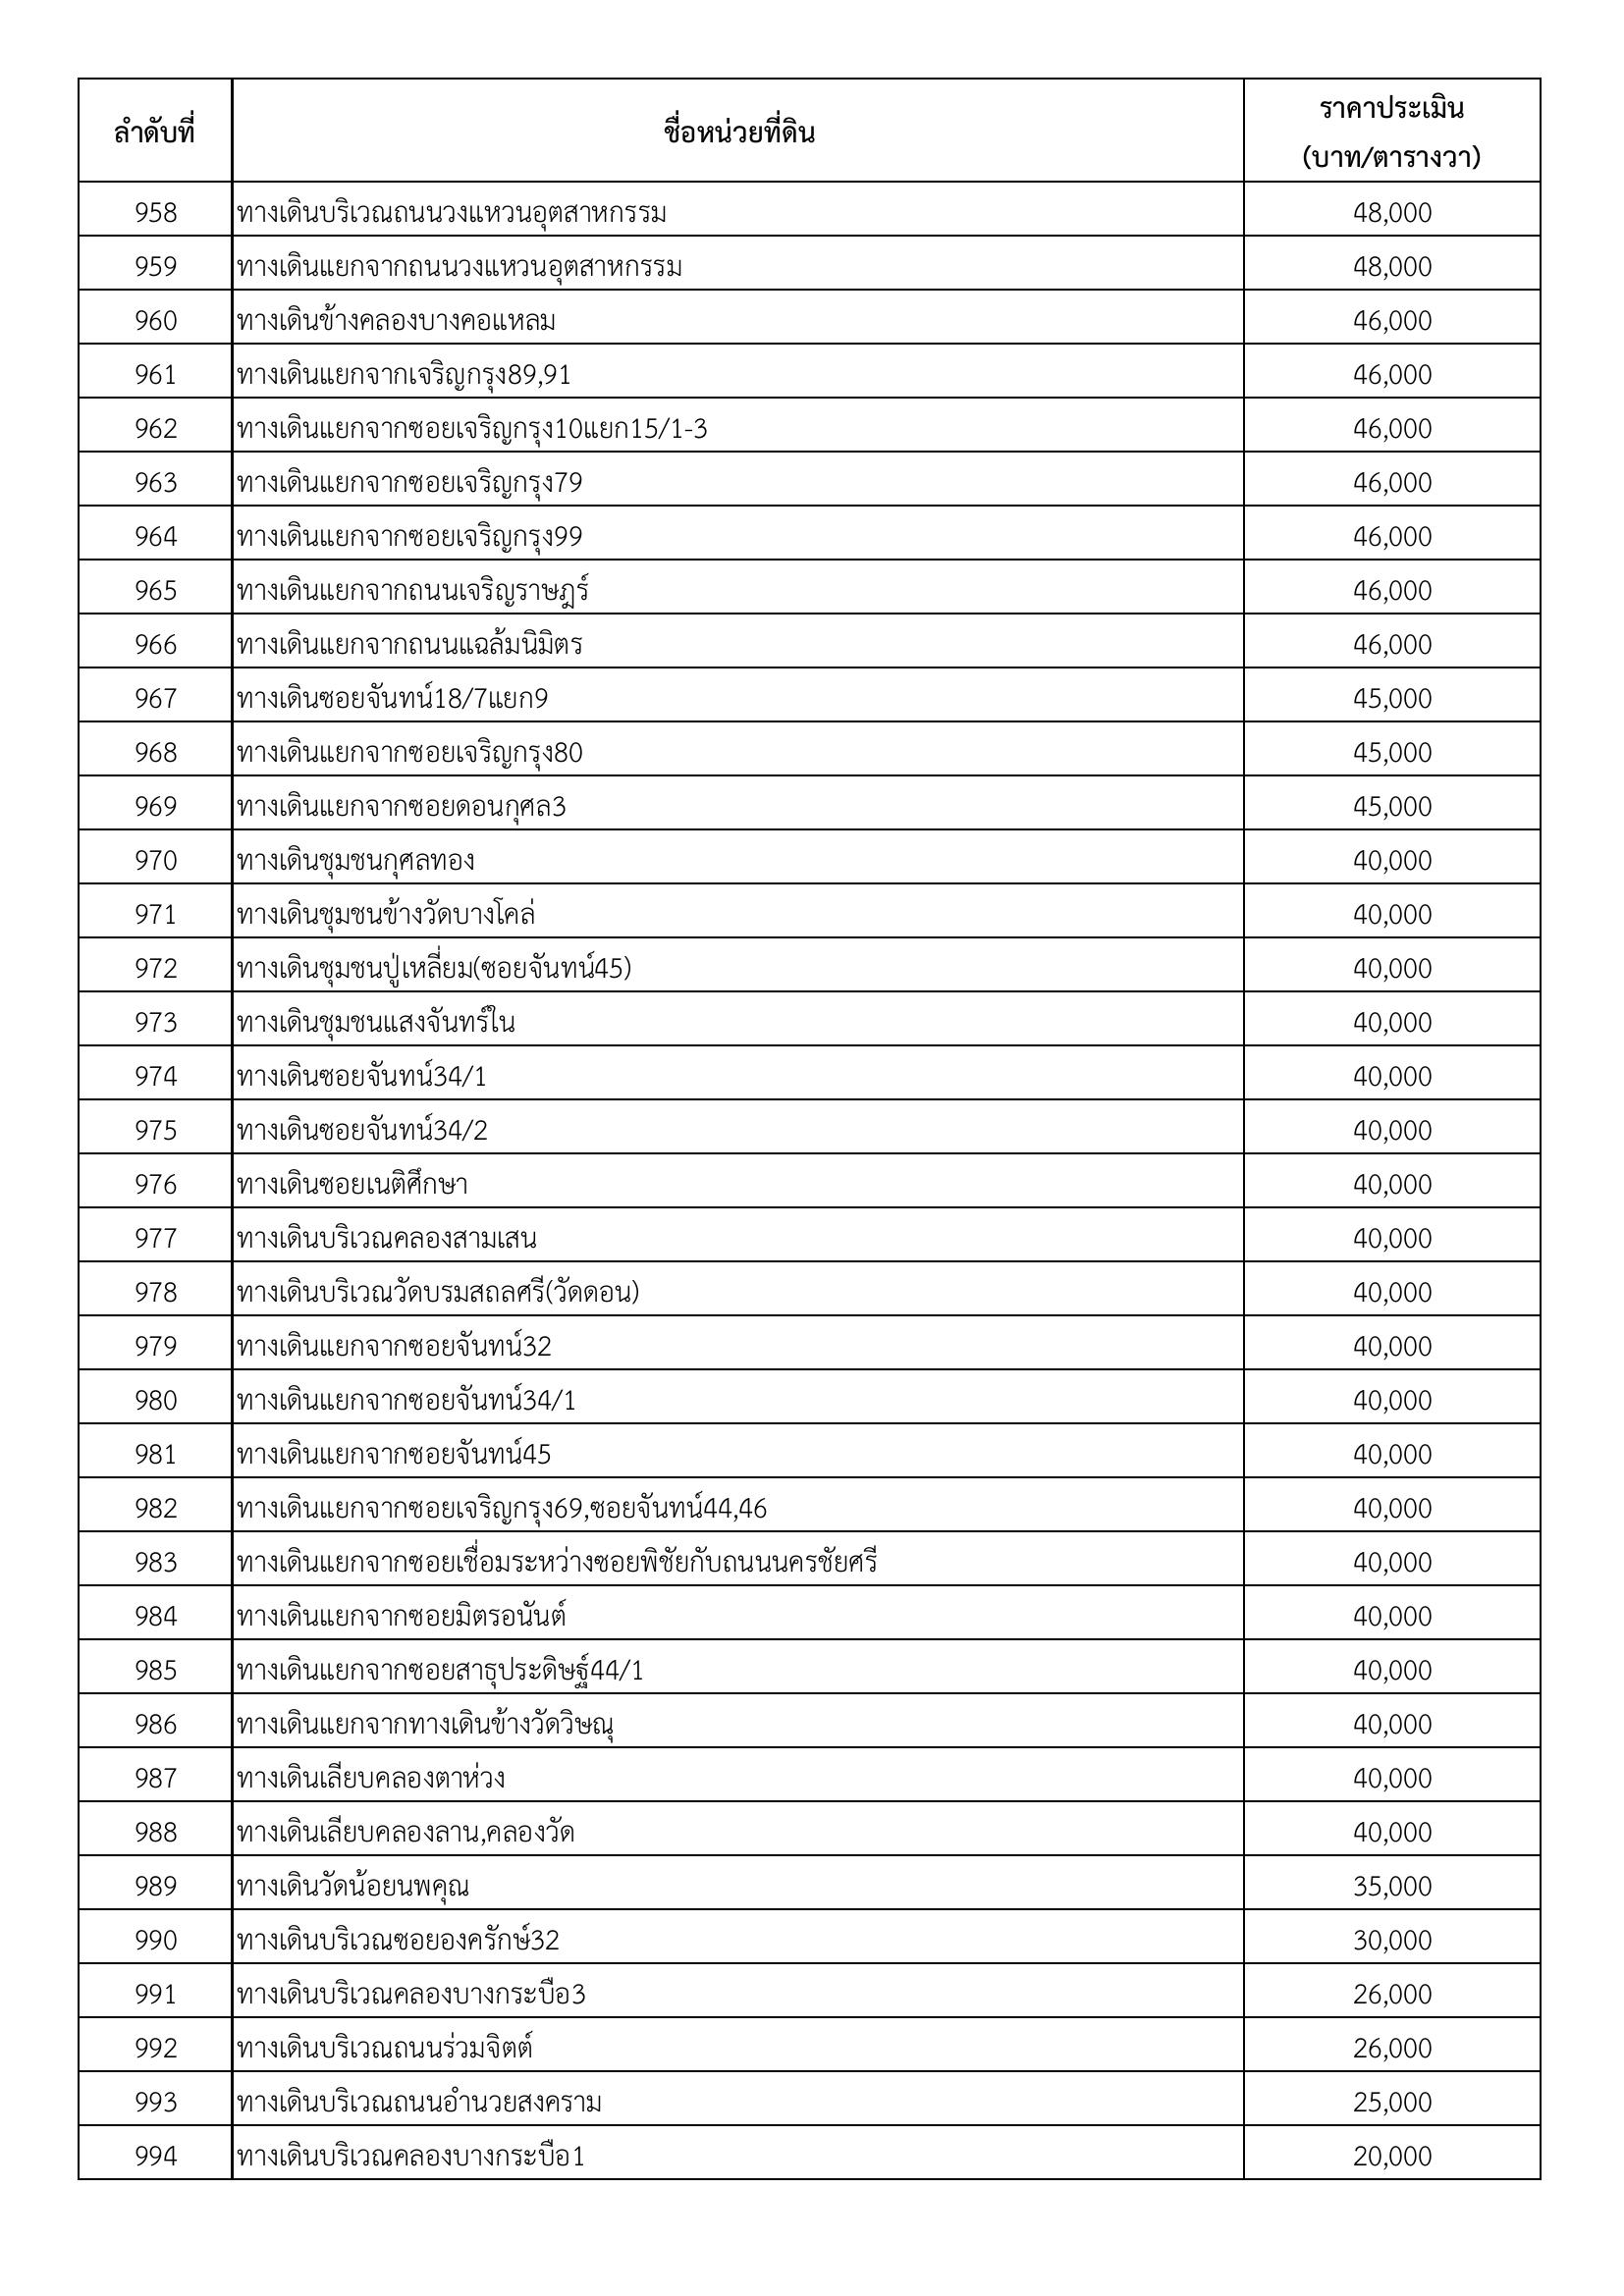 ลำดับที่ ชื่อหน่วยที่ดิน ราคาประเมิน
(บาท/ตารางวา)
958 ทางเดินบริเวณถนนวงแหวนอุตสาหกรรม 48,000
959 ทางเดินแยกจากถนนวงแหวนอุตสาหกรรม 48,000
960 ทางเดินข้างคลองบางคอแหลม 46,000
961 ทางเดินแยกจากเจริญกรุง89,91 46,000
962 ทางเดินแยกจากซอยเจริญกรุง10แยก15/1-3 46,000
963 ทางเดินแยกจากซอยเจริญกรุง79 46,000
964 ทางเดินแยกจากซอยเจริญกรุง99 46,000
965 ทางเดินแยกจากถนนเจริญราษฎร์ 46,000
966 ทางเดินแยกจากถนนแฉล้มนิมิตร 46,000
967 ทางเดินซอยจันทน์18/7แยก9 45,000
968 ทางเดินแยกจากซอยเจริญกรุง80 45,000
969 ทางเดินแยกจากซอยดอนกุศล3 45,000
970 ทางเดินชุมชนกุศลทอง 40,000
971 ทางเดินชุมชนข้างวัดบางโคล่ 40,000
972 ทางเดินชุมชนปู่เหลี่ยม(ซอยจันทน์45) 40,000
973 ทางเดินชุมชนแสงจันทร์ใน 40,000
974 ทางเดินซอยจันทน์34/1 40,000
975 ทางเดินซอยจันทน์34/2 40,000
976 ทางเดินซอยเนติศึกษา 40,000
977 ทางเดินบริเวณคลองสามเสน 40,000
978 ทางเดินบริเวณวัดบรมสถลศรี(วัดดอน) 40,000
979 ทางเดินแยกจากซอยจันทน์32 40,000
980 ทางเดินแยกจากซอยจันทน์34/1 40,000
981 ทางเดินแยกจากซอยจันทน์45 40,000
982 ทางเดินแยกจากซอยเจริญกรุง69,ซอยจันทน์44,46 40,000
983 ทางเดินแยกจากซอยเชื่อมระหว่างซอยพิชัยกับถนนนครชัยศรี 40,000
984 ทางเดินแยกจากซอยมิตรอนันต์ 40,000
985 ทางเดินแยกจากซอยสาธุประดิษฐ์44/1 40,000
986 ทางเดินแยกจากทางเดินข้างวัดวิษณุ 40,000
987 ทางเดินเลียบคลองตาห่วง 40,000
988 ทางเดินเลียบคลองลาน,คลองวัด 40,000
989 ทางเดินวัดน้อยนพคุณ 35,000
990 ทางเดินบริเวณซอยองครักษ์32 30,000
991 ทางเดินบริเวณคลองบางกระบือ3 26,000
992 ทางเดินบริเวณถนนร่วมจิตต์ 26,000
993 ทางเดินบริเวณถนนอำนวยสงคราม 25,000
994 ทางเดินบริเวณคลองบางกระบือ1 20,000